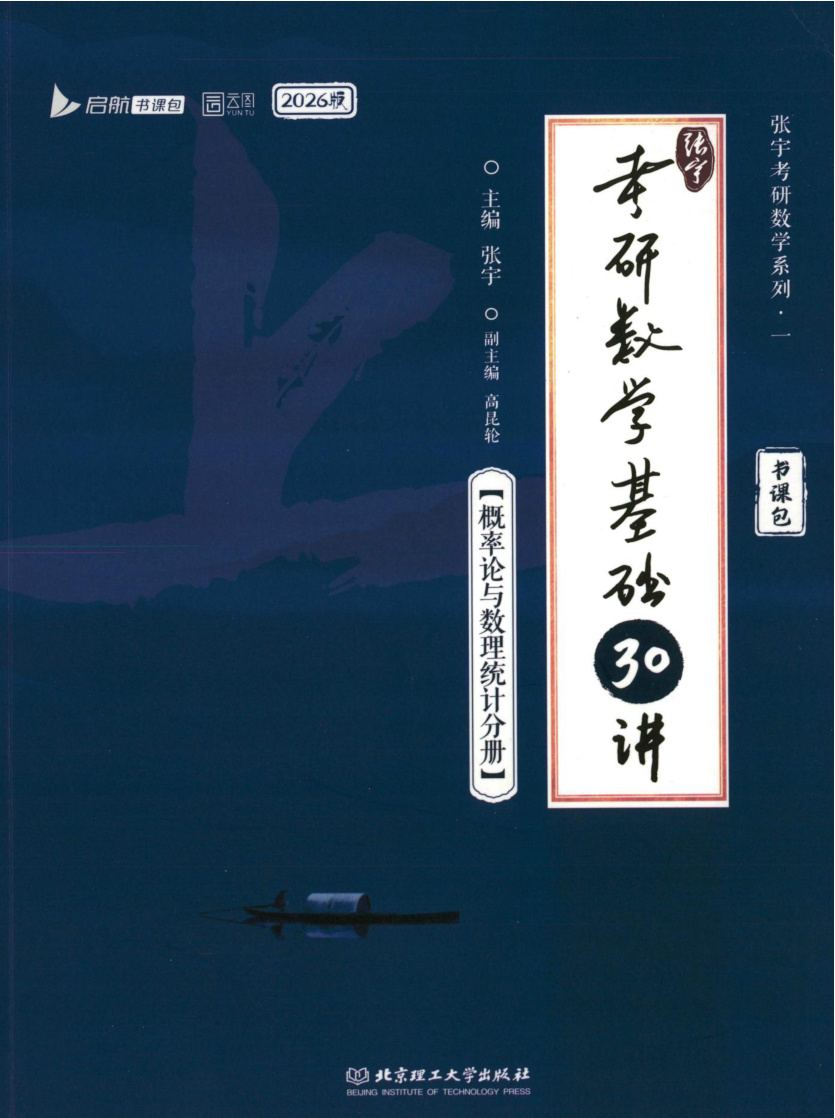 启航 书课包
云图
YUN TU
2026版
张宇考研数学系列·一
书课包
张宇
考研数学基础30讲
○ 主编 张宇 ○ 副主编 高昆轮
【概率论与数理统计分册】
北京理工大学出版社
BEIJING INSTITUTE OF TECHNOLOGY PRESS